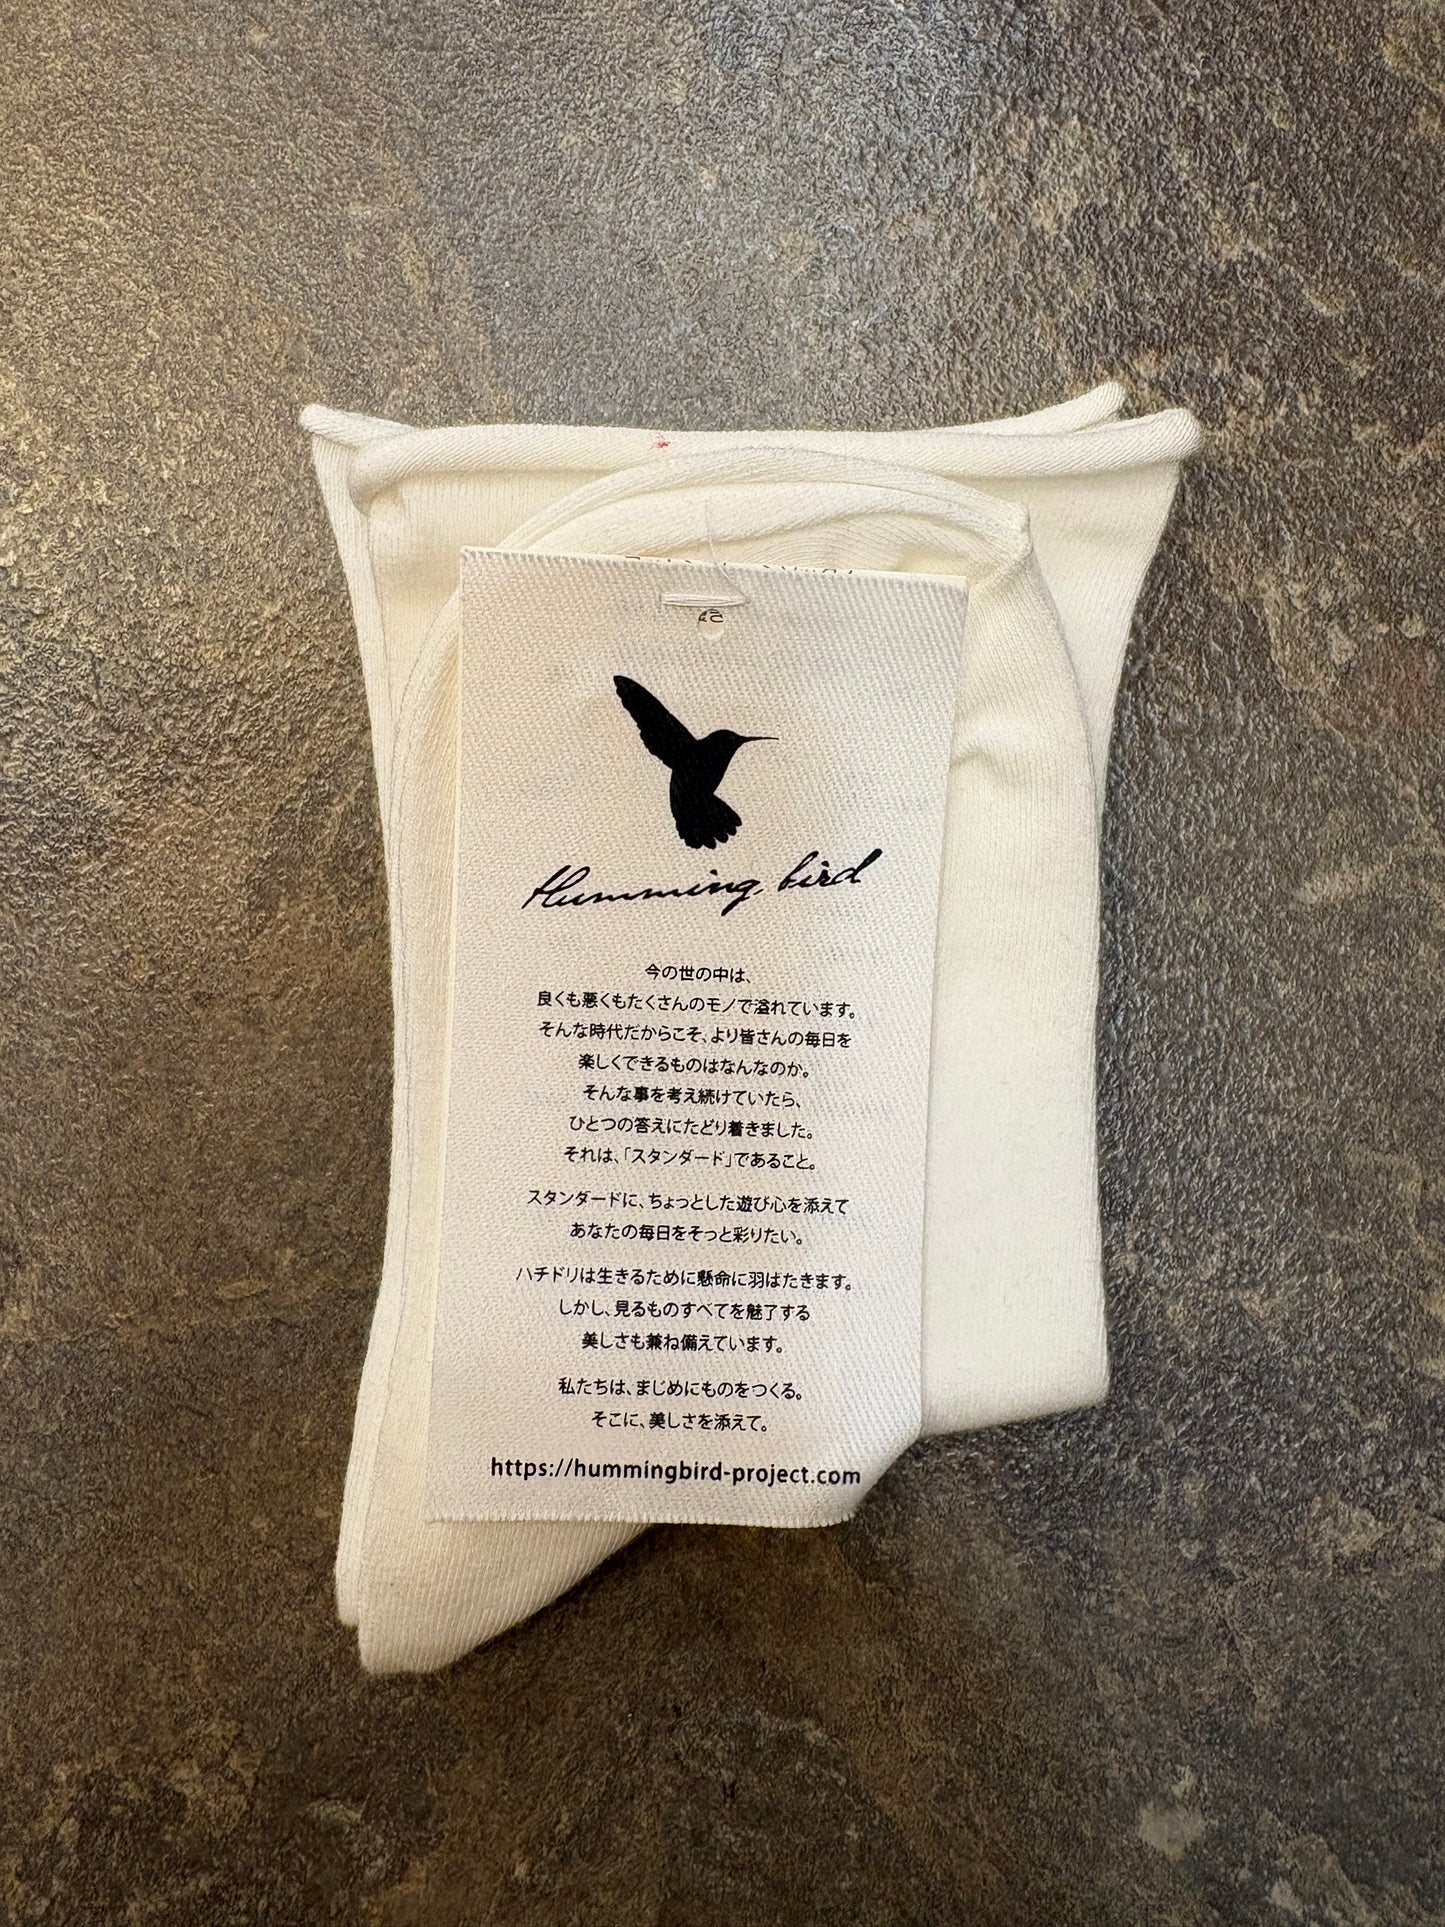 Humming bird
今の世の中は、
良くも悪くもたくさんのモノで溢れています。
そんな時代だからこそ、より皆さんの毎日を
楽しくできるものはなんなのか。
そんな事を考え続けていたら、
ひとつの答えにたどり着きました。
それは、「スタンダード」であること。
スタンダードに、ちょっとした遊び心を添えて
あなたの毎日をそっと彩りたい。
ハチドリは生きるために懸命に羽ばたきます。
しかし、見るものすべてを魅了する
美しさも兼ね備えています。
私たちは、まじめにものをつくる。
そこに、美しさを添えて。
https://hummingbird-project.com